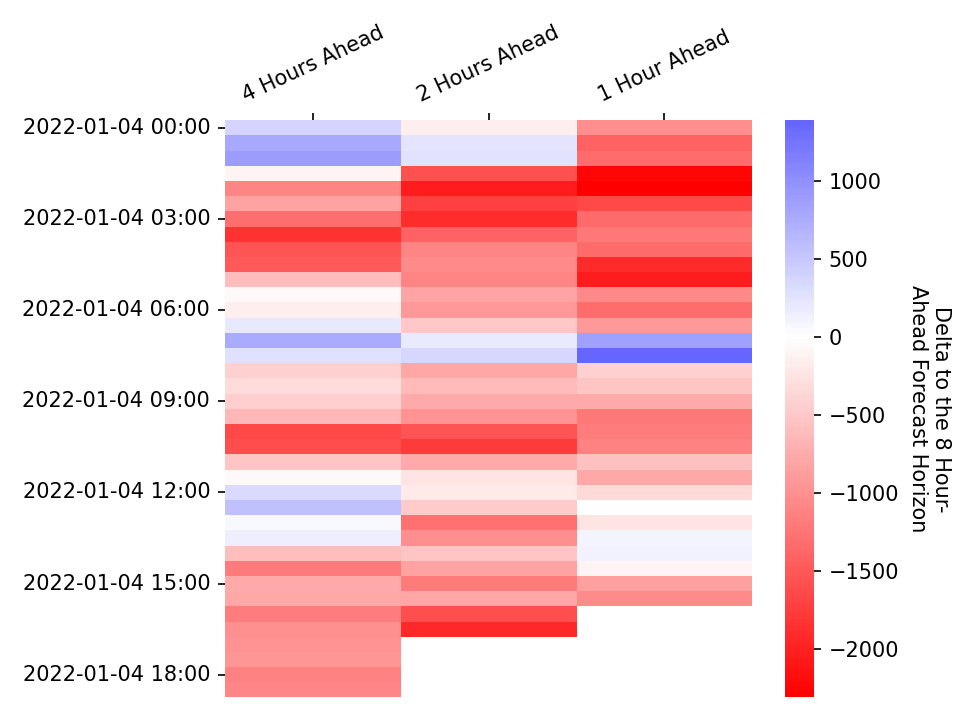 4 Hours Ahead
2 Hours Ahead
1 Hour Ahead
2022-01-04 00:00
2022-01-04 03:00
2022-01-04 06:00
2022-01-04 09:00
2022-01-04 12:00
2022-01-04 15:00
2022-01-04 18:00
1000
500
0
−500
−1000
−1500
−2000
Delta to the 8 Hour-
Ahead Forecast Horizon